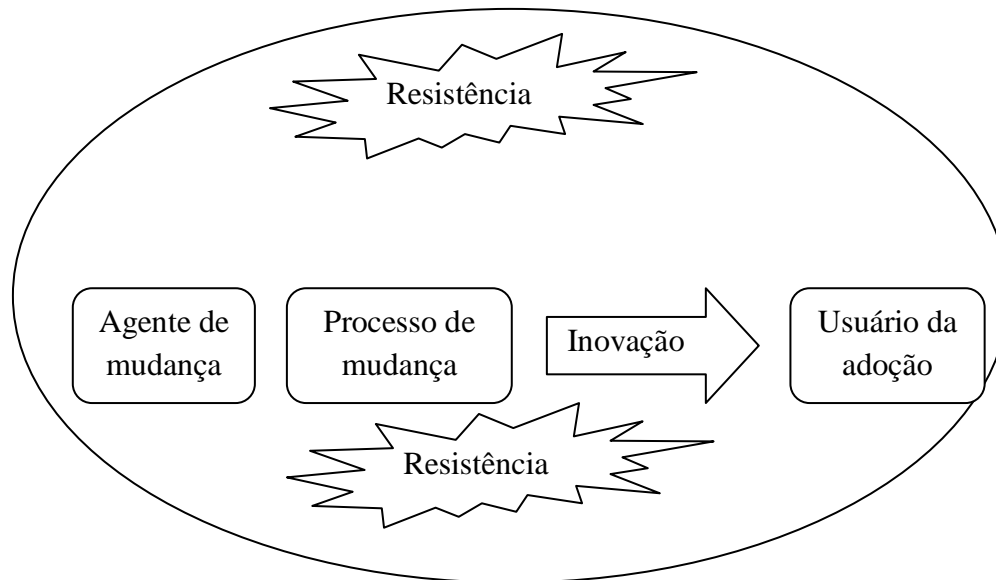 Resistência
Agente de
mudança
Processo de
mudança
Inovação
Usuário da
adoção
Resistência